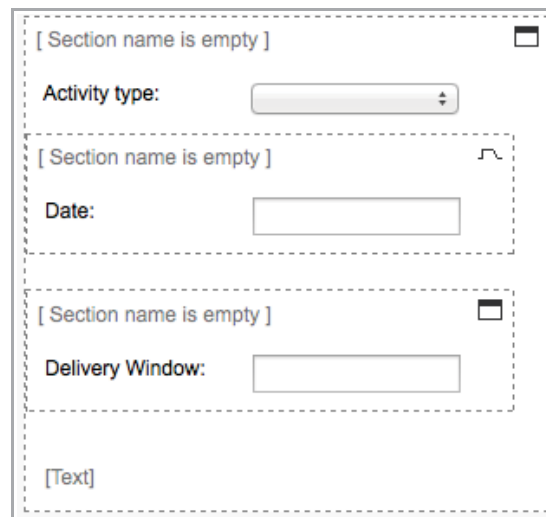 [ Section name is empty ]
Activity type:
[ Section name is empty ]
Date:
[ Section name is empty ]
Delivery Window:
[Text]